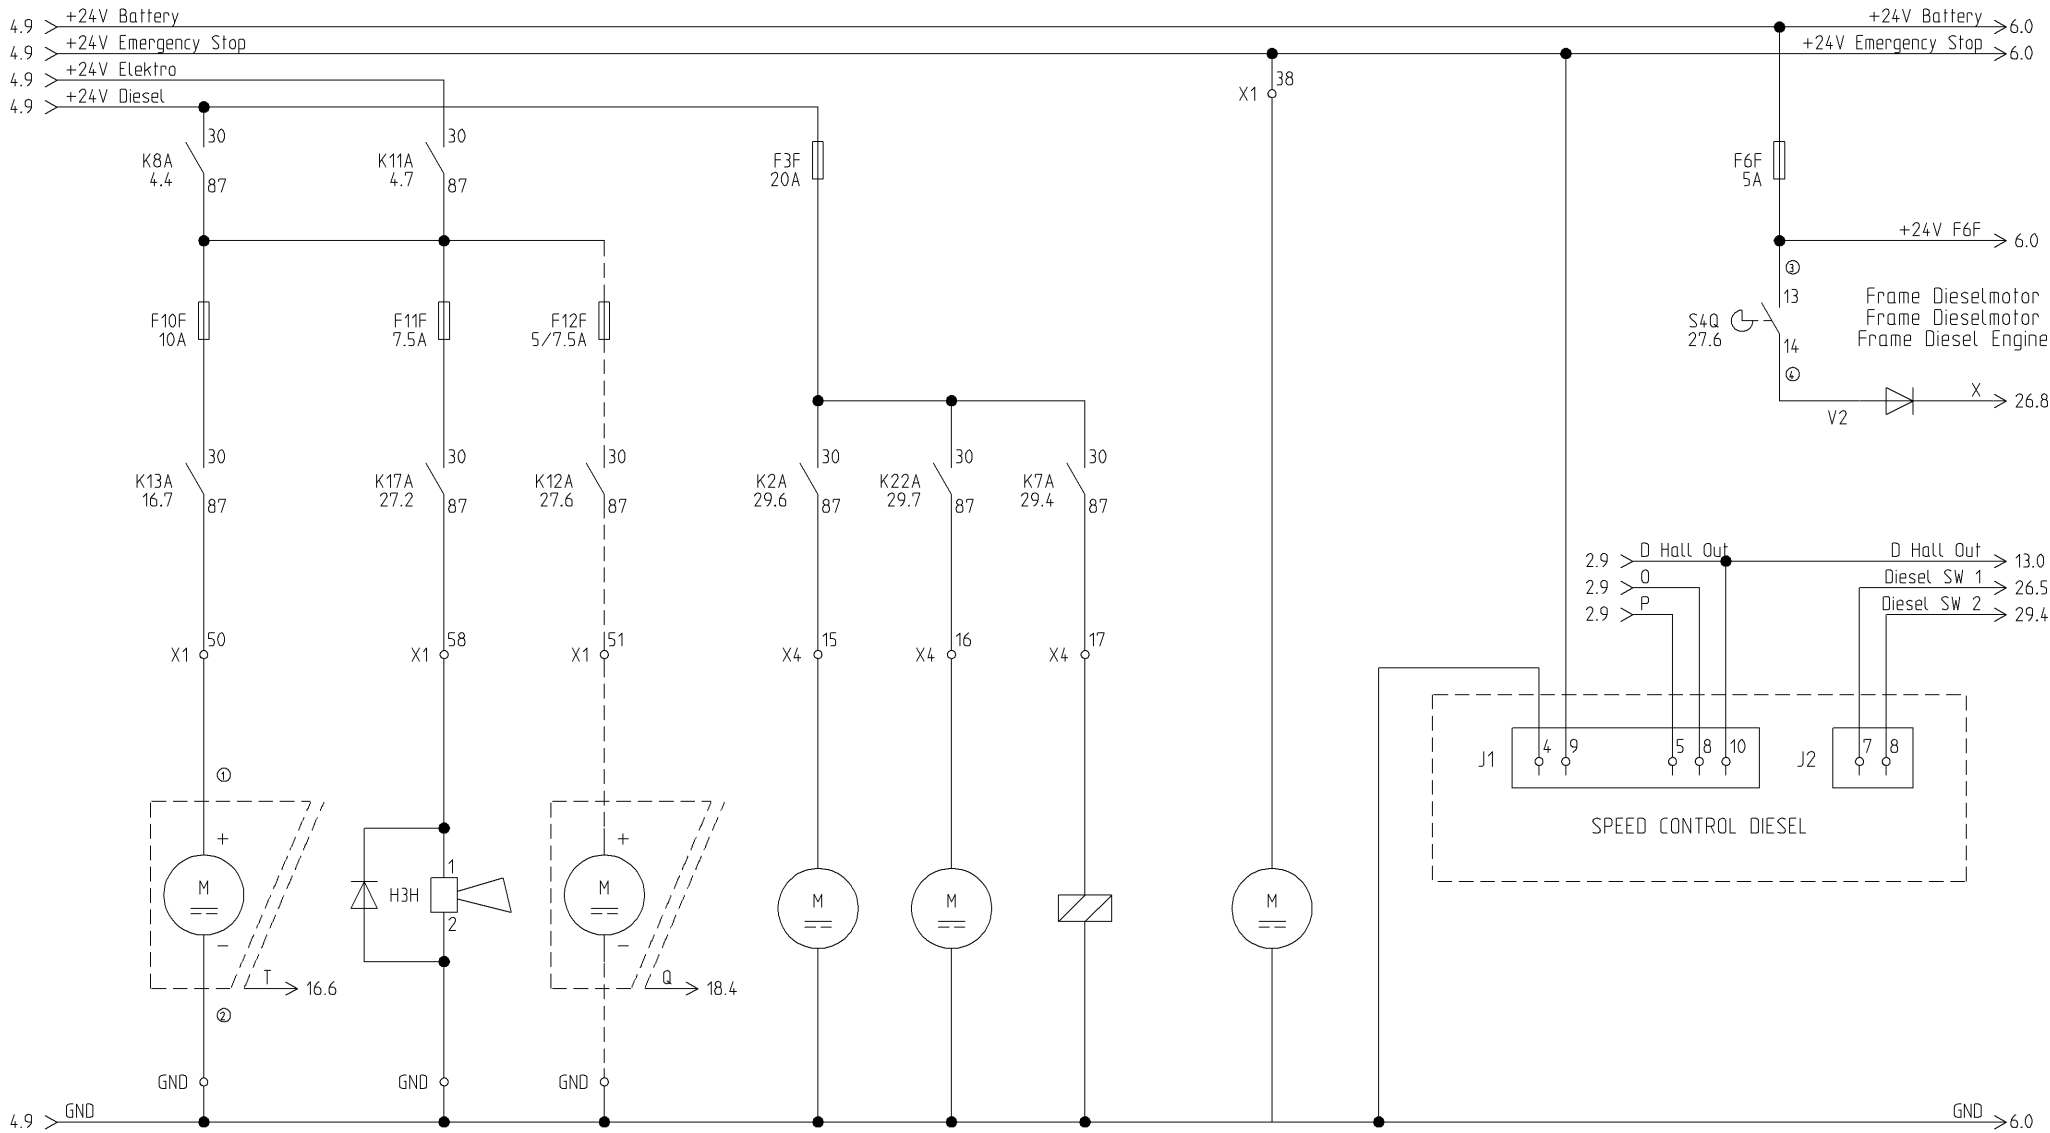 4.9 +24V Battery +24V Battery 6.0
4.9 +24V Emergency Stop +24V Emergency Stop 6.0
4.9 +24V Elektro
4.9 +24V Diesel
38
X1
30 30
K8A K11A F3F F6F
4.4 4.7 20A 5A
87 87
+24V F6F 6.0
3
13 Frame Dieselmotor
F10F F11F F12F S4Q Frame Dieselmotor
10A 7.5A 5/7.5A 27.6 Frame Diesel Engine
14
4
X 26.8
V2
30 30 30 30 30 30
K13A K17A K12A K2A K22A K7A
16.7 27.2 27.6 29.6 29.7 29.4
87 87 87 87 87 87
2.9 D Hall Out D Hall Out 13.0
2.9 O Diesel SW 1 26.5
2.9 P Diesel SW 2 29.4
50 58 51 15 16 17
X1 X1 X1 X4 X4 X4
4 9 5 8 10 7 8
J1 J2
1
SPEED CONTROL DIESEL
+ +
1
M H3H M M M M
2
- -
T 16.6 Q 18.4
2
GND GND GND
4.9 GND GND 6.0